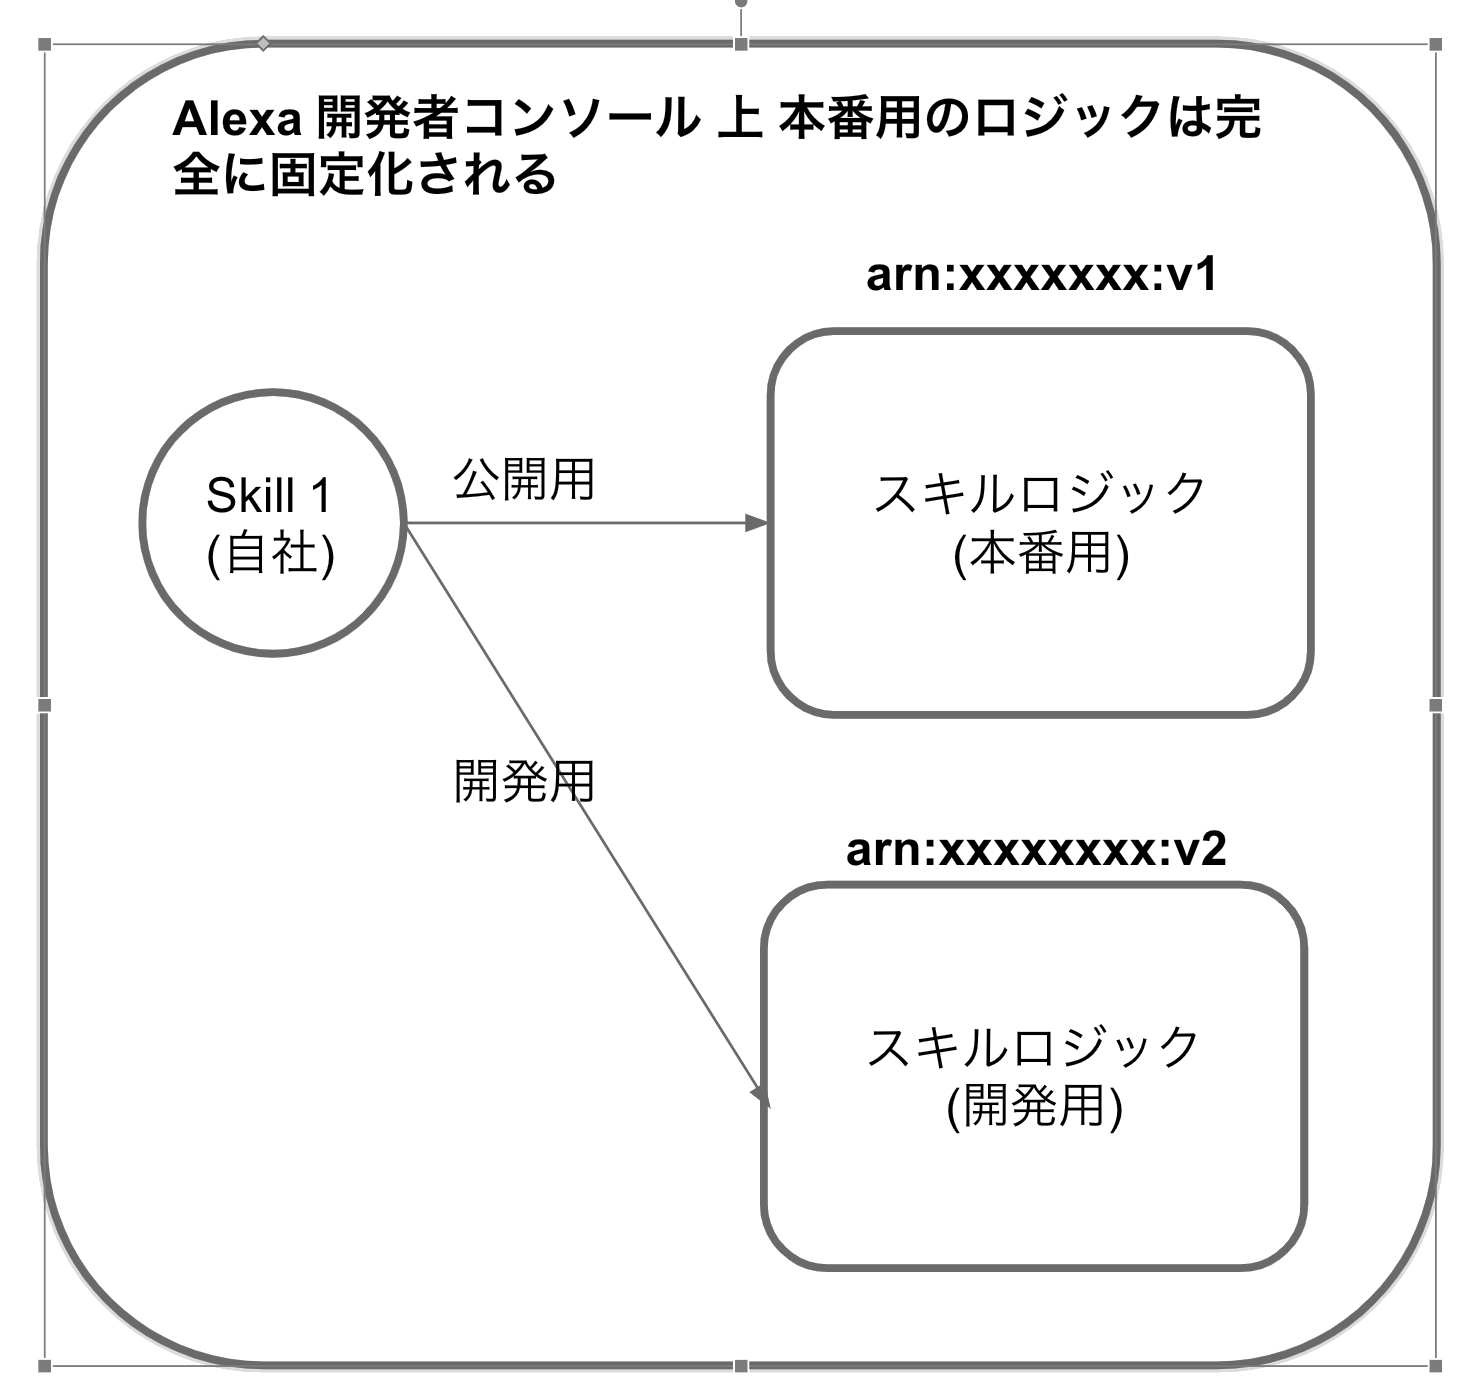 Alexa 開発者コンソール 上 本番用のロジックは完
全に固定化される
arn:xxxxxxx:v1
Skill 1
(自社)
公開用
スキルロジック
(本番用)
開発用
arn:xxxxxxxx:v2
スキルロジック
(開発用)